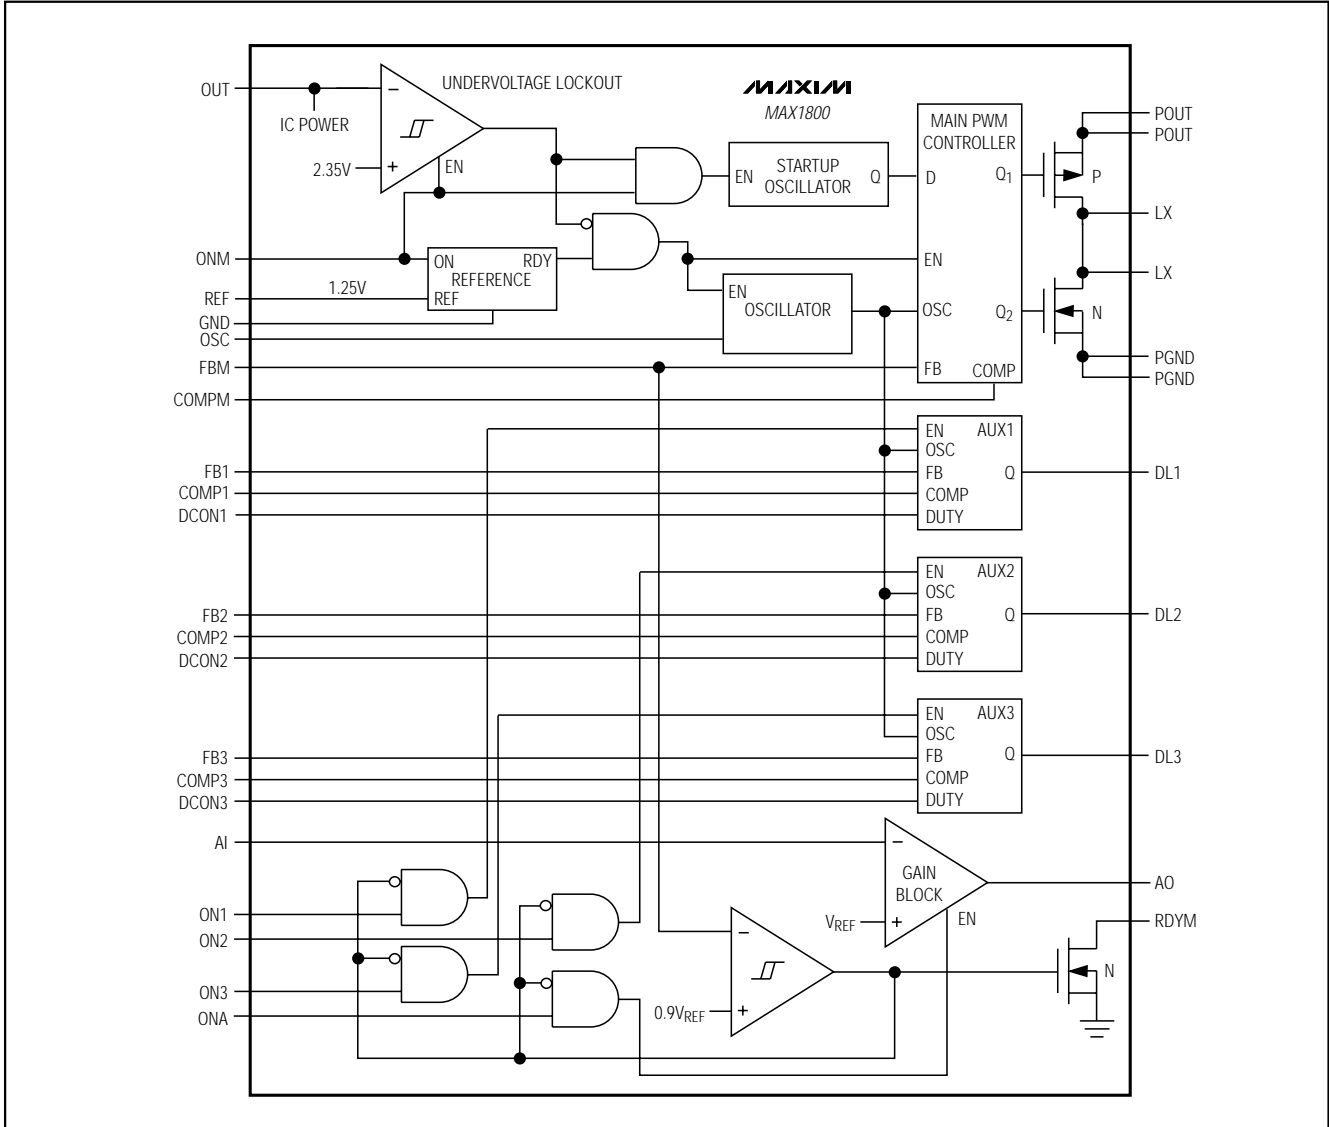 UNDERVOLTAGE LOCKOUT
MAXIM
MAX1800
OUT
IC POWER
−
+
2.35V
EN
MAIN PWM
CONTROLLER
POUT
POUT
STARTUP
OSCILLATOR
EN
Q
D
Q1
P
LX
ONM
ON
RDY
REFERENCE
REF
1.25V
REF
GND
OSC
EN
OSCILLATOR
EN
OSC
Q2
N
LX
FBM
FB
COMP
PGND
PGND
COMPM
EN
AUX1
OSC
FB1
FB
Q
DL1
COMP1
COMP
DCON1
DUTY
EN
AUX2
OSC
FB2
FB
Q
DL2
COMP2
COMP
DCON2
DUTY
EN
AUX3
OSC
FB3
FB
Q
DL3
COMP3
COMP
DCON3
DUTY
AI
−
GAIN
BLOCK
AO
ON1
VREF
+
EN
RDYM
ON2
−
N
ON3
0.9VREF
+
ONA